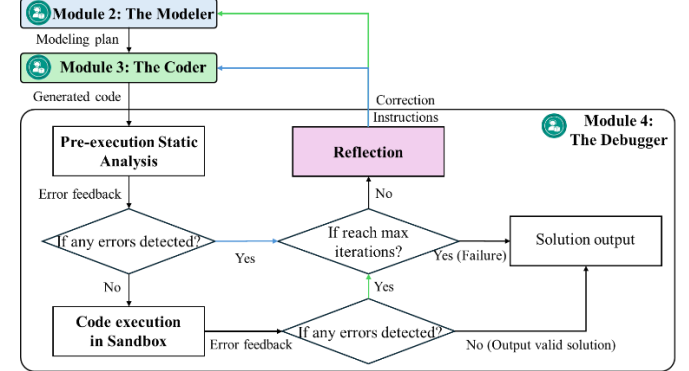 Module 2: The Modeler
Modeling plan
Module 3: The Coder
Generated code
Correction
Instructions
Module 4:
The Debugger
Pre-execution Static
Analysis
Reflection
Error feedback
No
If any errors detected?
Yes
If reach max
iterations?
Yes (Failure)
Solution output
No
Yes
Code execution
in Sandbox
Error feedback
If any errors detected?
No (Output valid solution)